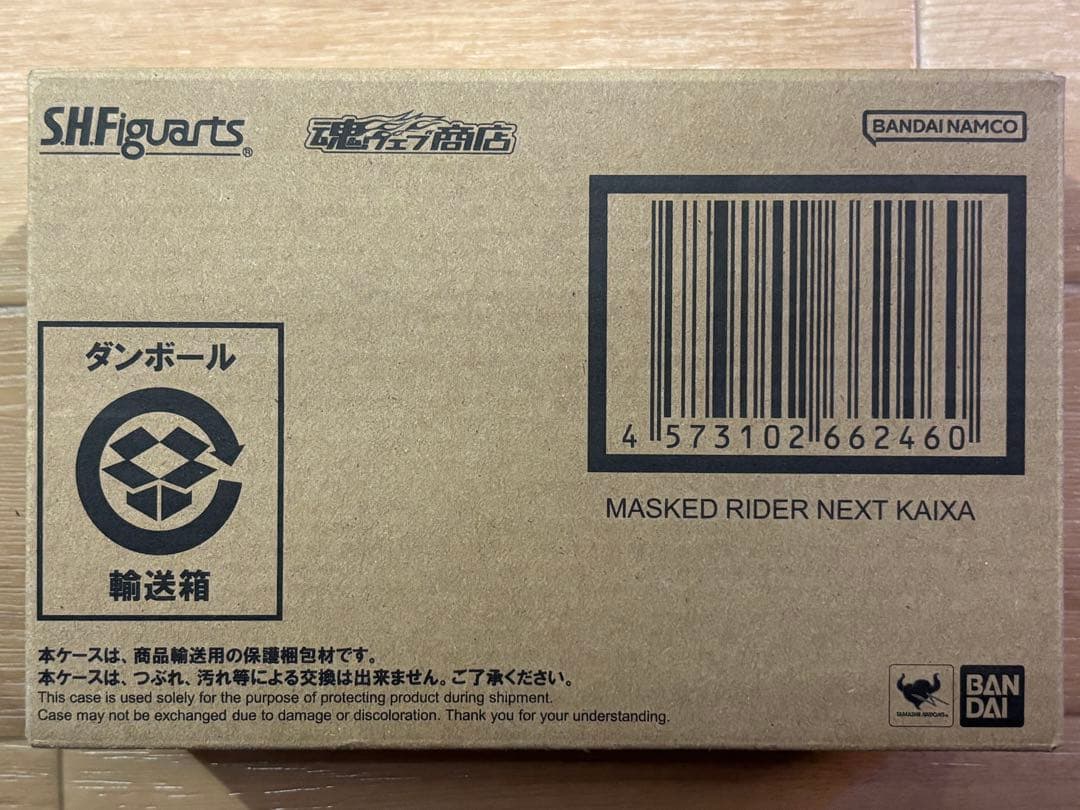 S.H.Figuarts®
魂ウェブ商店
BANDAI NAMCO
4 573102 662460
MASKED RIDER NEXT KAIXA
ダンボール
輸送箱
本ケースは、商品輸送用の保護梱包材です。
本ケースは、つぶれ、汚れ等による交換は出来ません。ご了承ください。
This case is used solely for the purpose of protecting product during shipment.
Case may not be exchanged due to damage or discoloration. Thank you for your understanding.
TAMASHII NATIONS
BAN
DAI